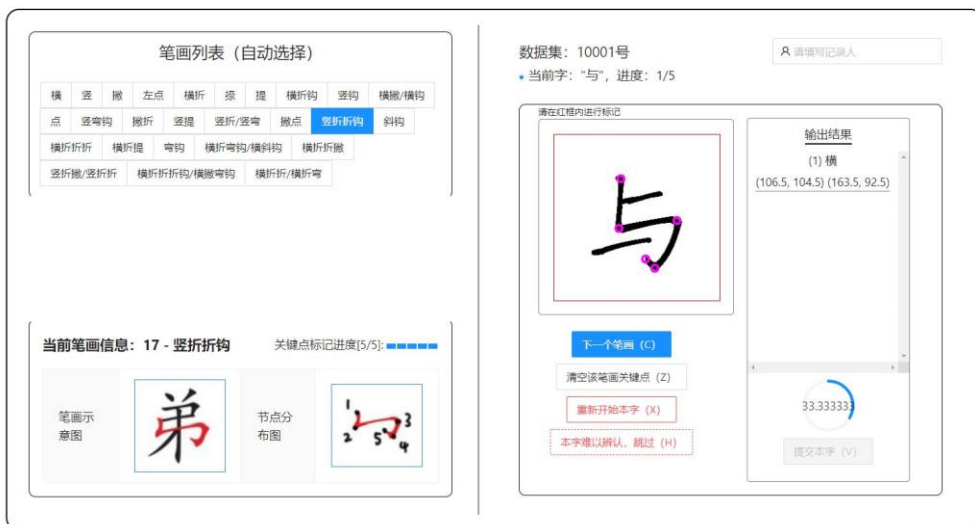 笔画列表（自动选择）
横 竖 撇 左点 横折 捺 提 横折钩 竖钩 横撇/横钩
点 竖弯钩 撇折 竖提 竖折/竖弯 撇点 竖折折钩 斜钩
横折折折 横折提 弯钩 横折弯钩/横斜钩 横折折撇
竖折撇/竖折折 横折折折钩/横撇弯钩 横折折/横折弯
当前笔画信息：17 - 竖折折钩 关键点标记进度[5/5]:
笔画示
意图
弟
节点分
布图
1
2
3
4
5
数据集：10001号
请填写记录人
当前字："与"，进度：1/5
请在红框内进行标记
与
下一个笔画（C）
清空该笔画关键点（Z）
重新开始本字（X）
本字难以辨认，跳过（H）
输出结果
(1) 横
(106.5, 104.5) (163.5, 92.5)
33.333333
提交本字（V）